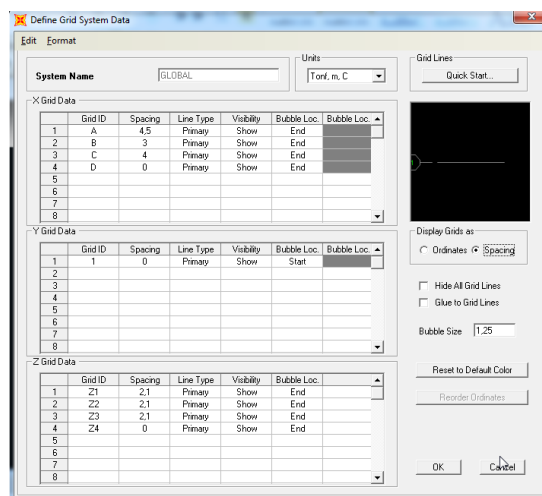 Define Grid System Data
Edit Format
System Name GLOBAL
Units
Tonf, m, C
Grid Lines
Quick Start...
X Grid Data
Grid ID Spacing Line Type Visibility Bubble Loc. Bubble Loc.
1 A 4,5 Primary Show End
2 B 3 Primary Show End
3 C 4 Primary Show End
4 D 0 Primary Show End
5
6
7
8
1
Y Grid Data
Grid ID Spacing Line Type Visibility Bubble Loc. Bubble Loc.
1 1 0 Primary Show Start
2
3
4
5
6
7
8
Display Grids as
Ordinates Spacing
Hide All Grid Lines
Glue to Grid Lines
Bubble Size 1,25
Z Grid Data
Grid ID Spacing Line Type Visibility Bubble Loc.
1 Z1 2,1 Primary Show End
2 Z2 2,1 Primary Show End
3 Z3 2,1 Primary Show End
4 Z4 0 Primary Show End
5
6
7
8
Reset to Default Color
Reorder Ordinates
OK Cancel